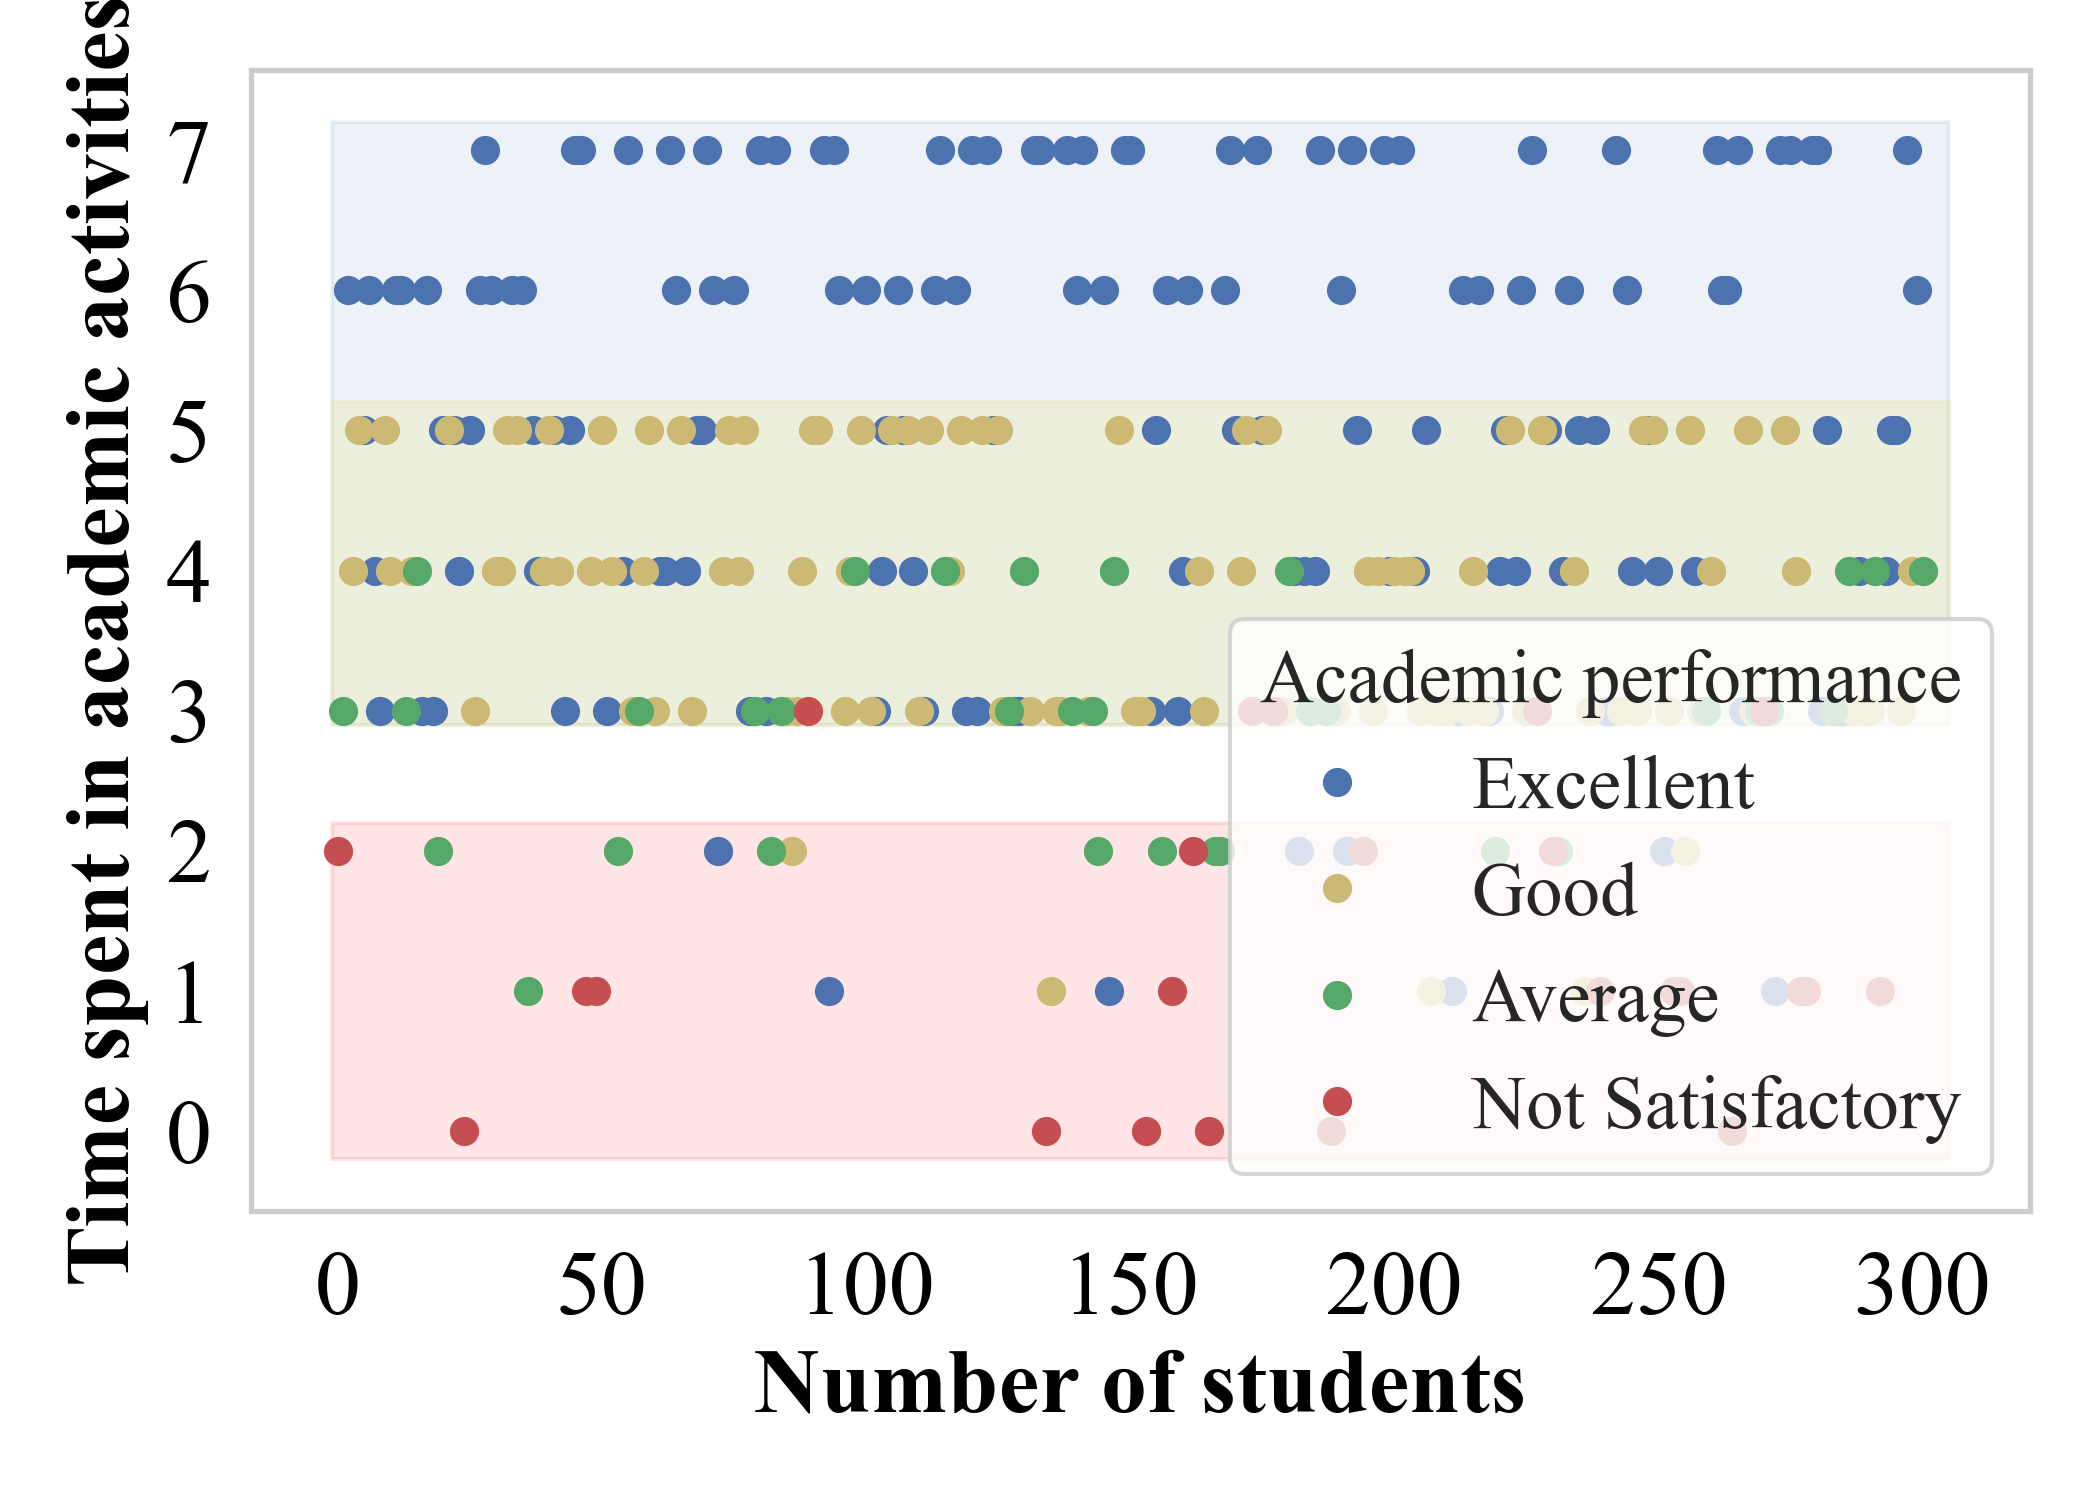 Time spent in academic activities
7
6
5
4
3
2
1
0
Academic performance
Excellent
Good
Average
Not Satisfactory
0 50 100 150 200 250 300
Number of students